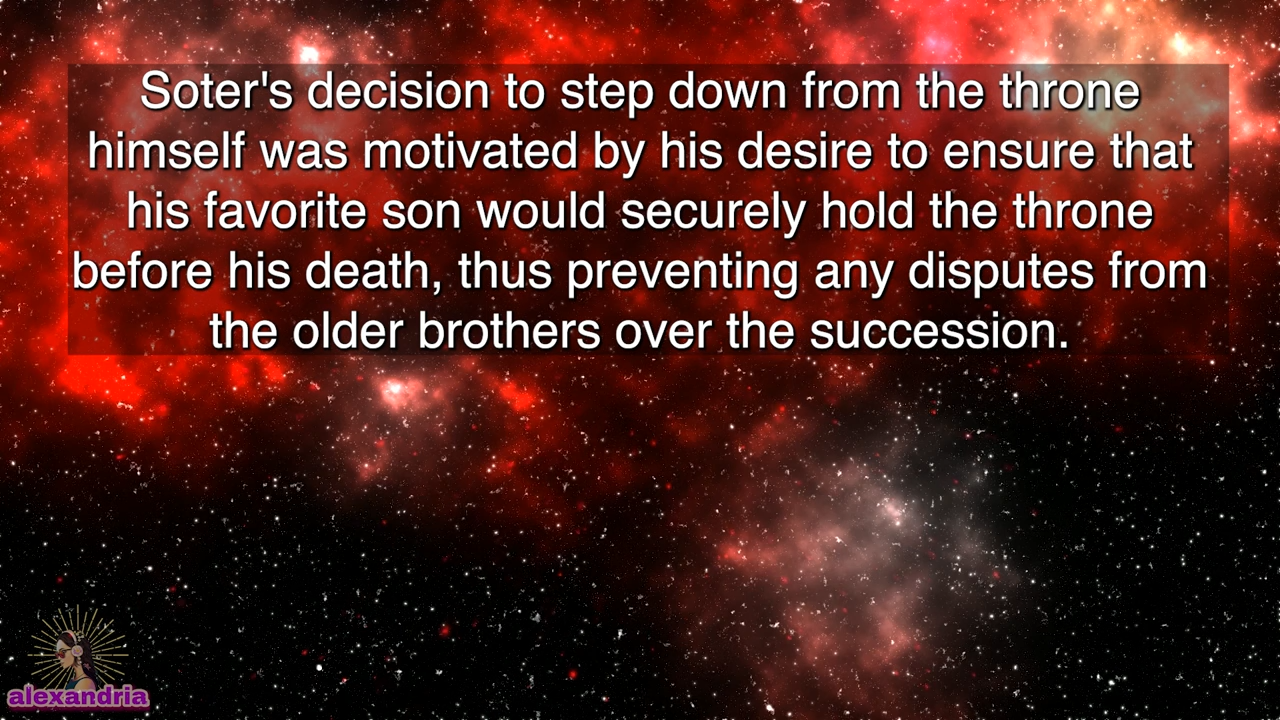 Soter's decision to step down from the throne
himself was motivated by his desire to ensure that
his favorite son would securely hold the throne
before his death, thus preventing any disputes from
the older brothers over the succession.
alexandria